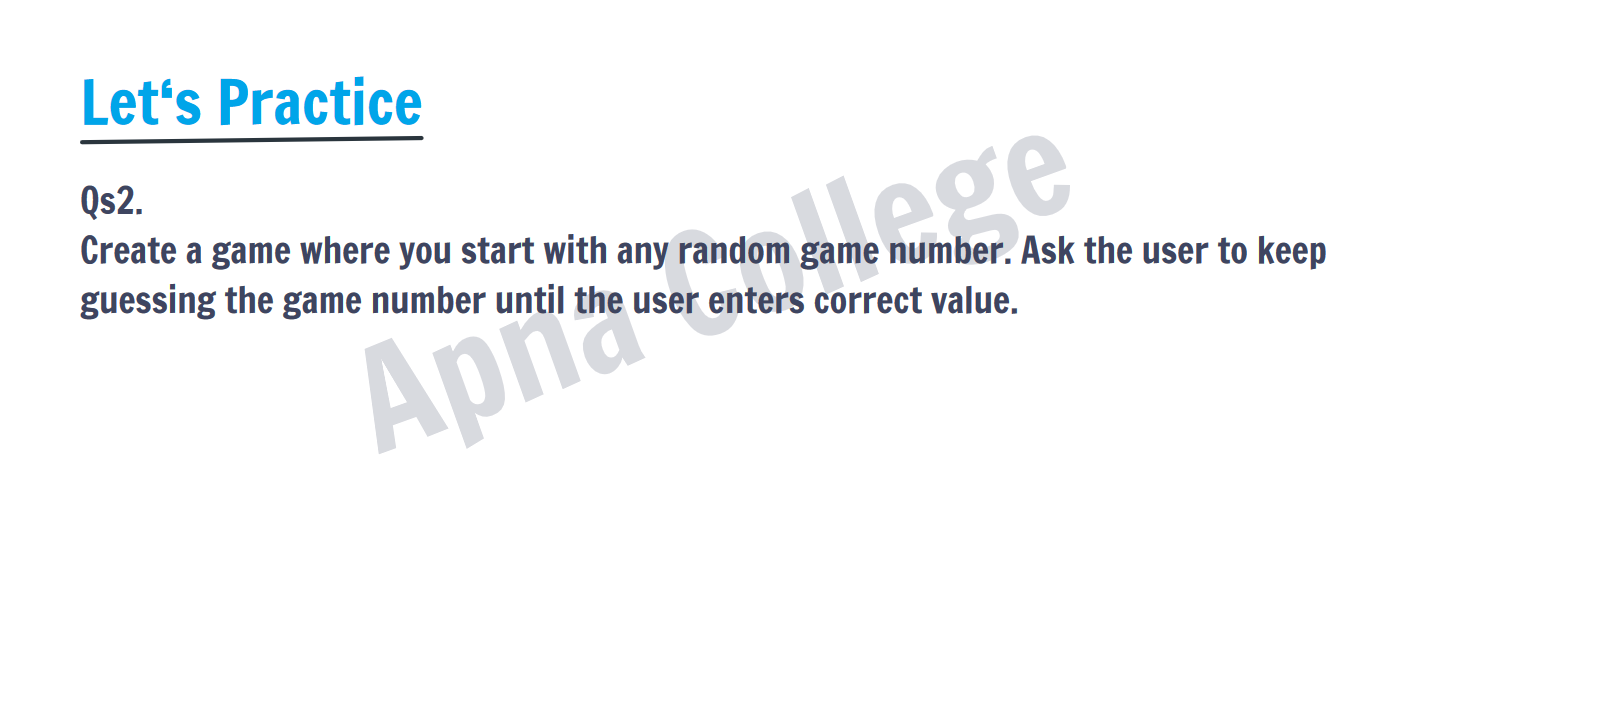 Let‘s Practice
Qs2.
Create a game where you start with any random game number. Ask the user to keep
guessing the game number until the user enters correct value.
Apna College